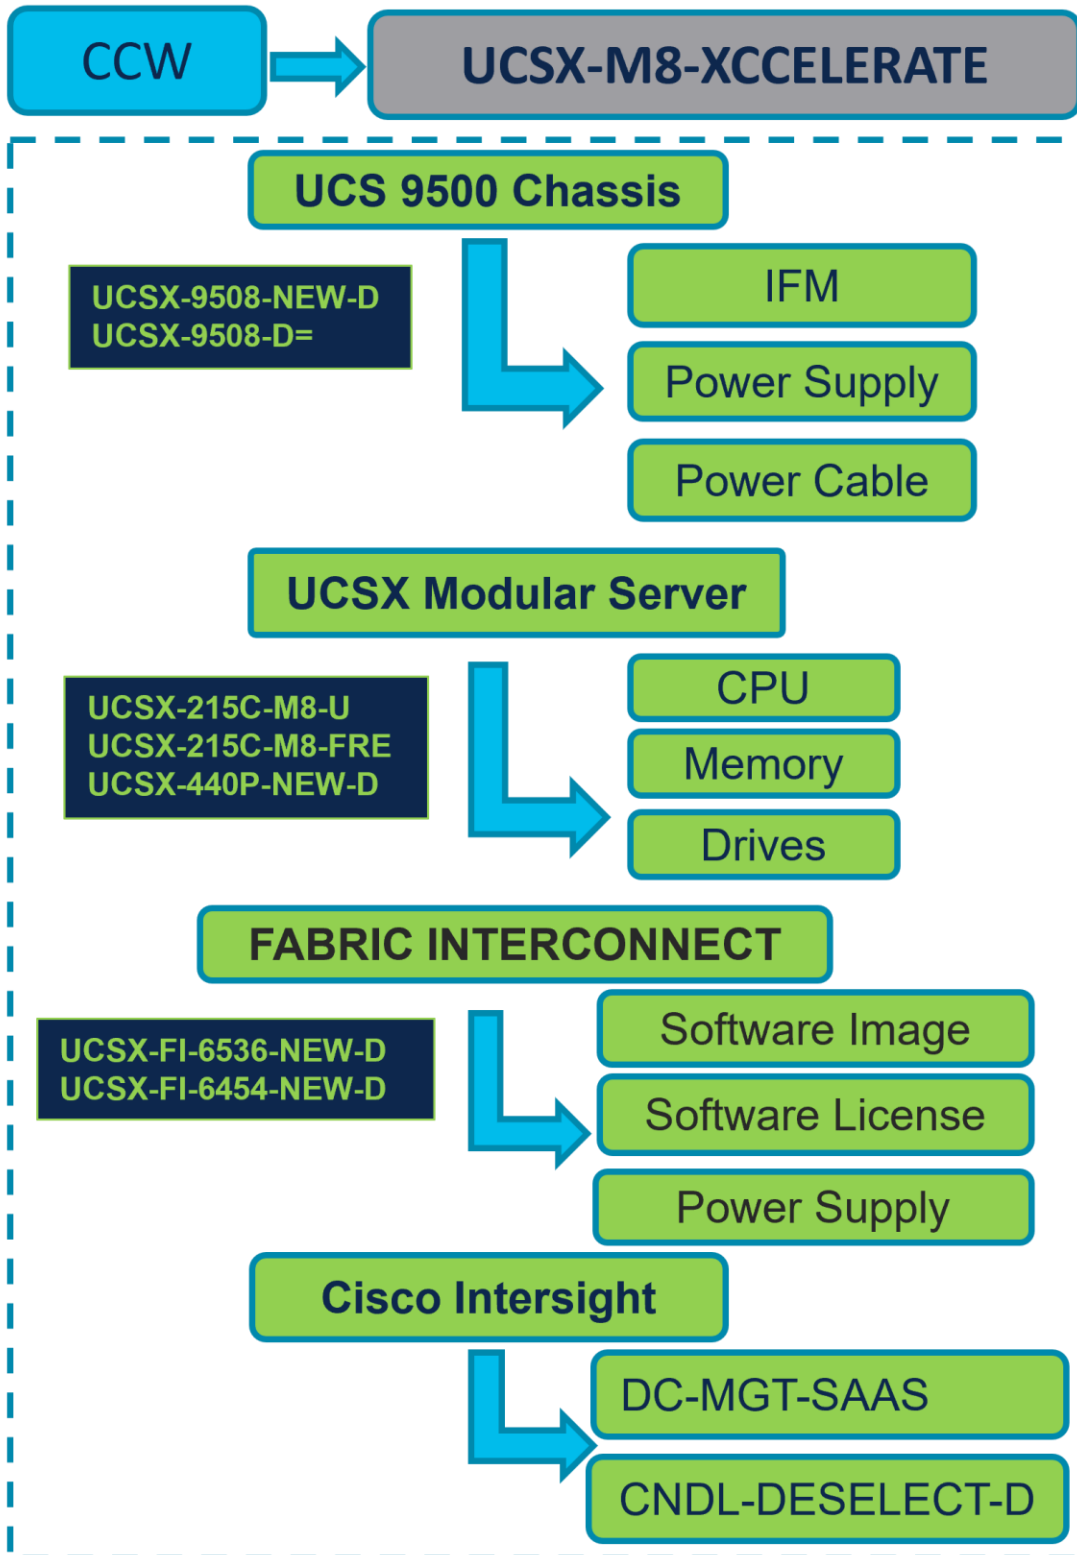 CCW
UCSX-M8-XCCELERATE
UCS 9500 Chassis
UCSX-9508-NEW-D
UCSX-9508-D=
IFM
Power Supply
Power Cable
UCSX Modular Server
UCSX-215C-M8-U
UCSX-215C-M8-FRE
UCSX-440P-NEW-D
CPU
Memory
Drives
FABRIC INTERCONNECT
UCSX-FI-6536-NEW-D
UCSX-FI-6454-NEW-D
Software Image
Software License
Power Supply
Cisco Intersight
DC-MGT-SAAS
CNDL-DESELECT-D